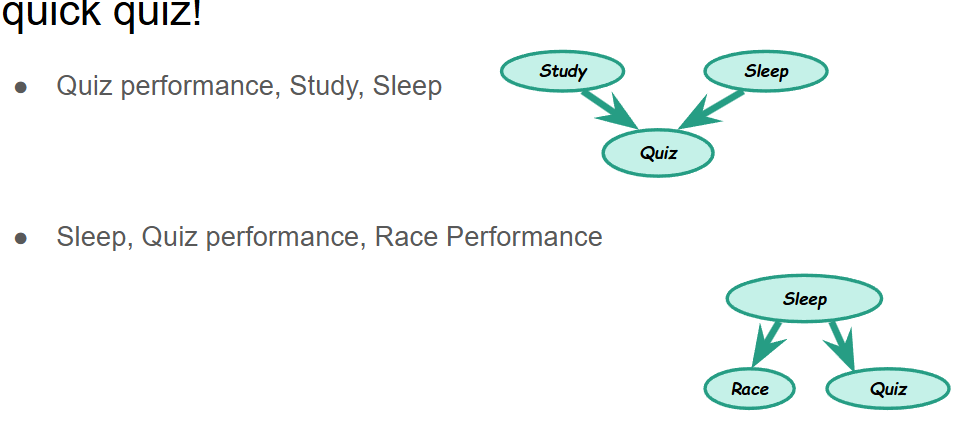 quick quiz!
● Quiz performance, Study, Sleep
Study
Sleep
Quiz
● Sleep, Quiz performance, Race Performance
Sleep
Race
Quiz